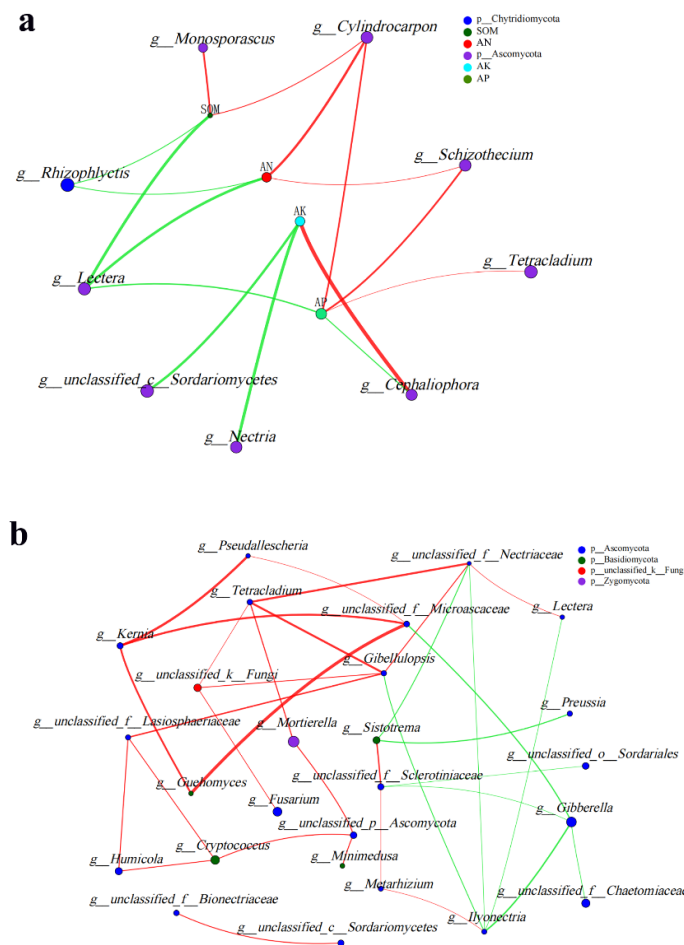 a
g__Monosporascus
g__Cylindrocarpon
p__Chytridiomycota
SOM
AN
p__Ascomycota
AK
AP
SOM
g__Rhizophlyctis
AN
g__Schizothecium
AK
g__Lectera
g__Tetracladium
AP
g__unclassified_c__Sordariomycetes
g__Cephaliophora
g__Nectria
b
g__Pseudallescheria
g__unclassified_f__Nectriaceae
p__Ascomycota
p__Basidiomycota
p__unclassified_k__Fung
p__Zygomycota
g__Tetracladium
g__unclassified_f__Microascaceae
g__Lectera
g__Kernia
g__Gibellulopsis
g__unclassified_k__Fungi
g__Preussia
g__unclassified_f__Lasiosphaeriaceae
g__Mortierella
g__Sistotrema
g__unclassified_o__Sordariales
g__Guehomyces
g__unclassified_f__Sclerotiniaceae
g__Fusarium
g__Gibberella
g__unclassified_p__Ascomycota
g__Cryptococcus
g__Humicola
g__Minimedusa
g__Metarhizium
g__unclassified_f__Chaetomiaceae
g__unclassified_f__Bionectriaceae
g__Ilyonectria
g__unclassified_c__Sordariomycetes